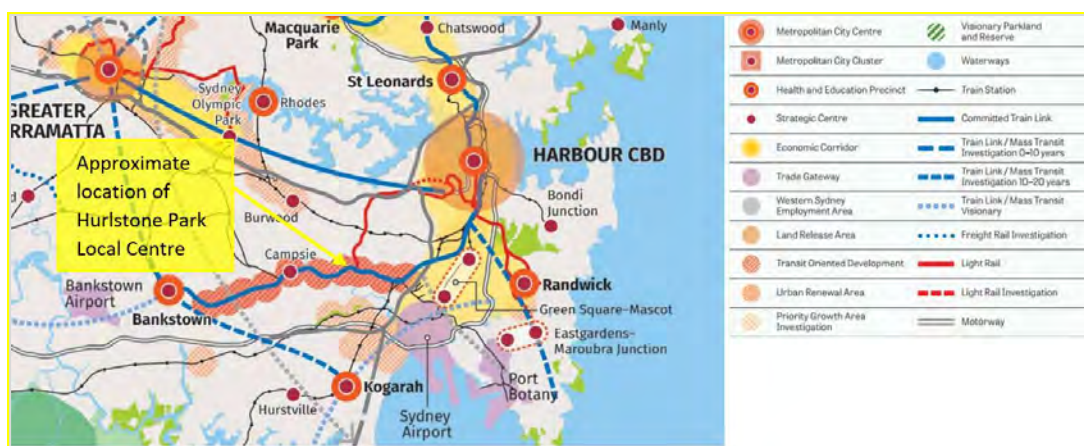 Macquarie
Park
Chatswood
Manly
St Leonards
Sydney
Olympic
Park
Rhodes
GREATER
RRAMATTA
Approximate
location of
Hurlstone Park
Local Centre
HARBOUR CBD
Bondi
Junction
Burwood
Campsie
Bankstown
Airport
Bankstown
Randwick
Green Square–Mascot
Eastgardens–
Maroubra Junction
Kogarah
Port
Botany
Hurstville
Sydney
Airport
Metropolitan City Centre
Metropolitan City Cluster
Health and Education Precinct
Strategic Centre
Economic Corridor
Trade Gateway
Western Sydney
Employment Area
Land Release Area
Transit Oriented Development
Urban Renewal Area
Priority Growth Area
Investigation
Visionary Parkland
and Reserve
Waterways
Train Station
Committed Train Link
Train Link / Mass Transit
Investigation 0–10 years
Train Link / Mass Transit
Investigation 10–20 years
Train Link / Mass Transit
Visionary
Freight Rail Investigation
Light Rail
Light Rail Investigation
Motorway